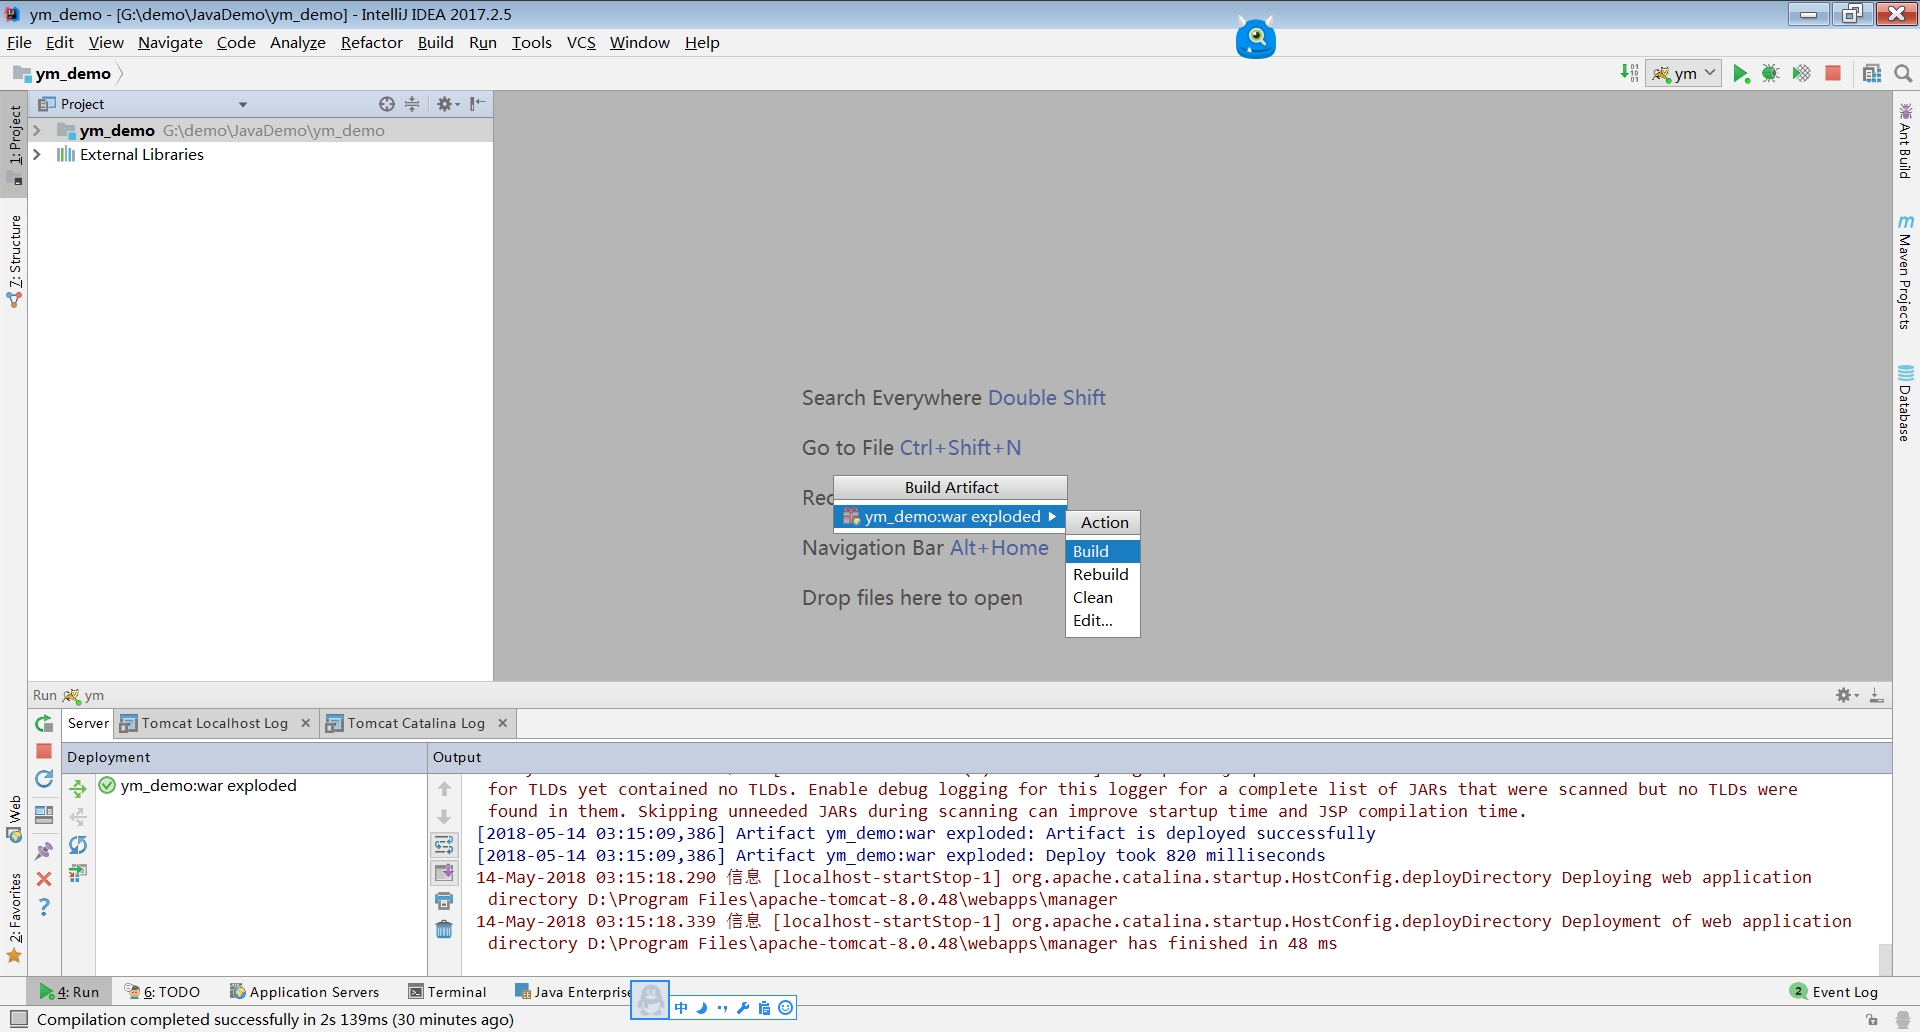 ym_demo - [G:\demo\JavaDemo\ym_demo] - IntelliJ IDEA 2017.2.5
File Edit View Navigate Code Analyze Refactor Build Run Tools VCS Window Help
ym_demo
ym
Project
ym_demo G:\demo\JavaDemo\ym_demo
External Libraries
1: Project
7: Structure
Web
2: Favorites
Ant Build
Maven Projects
Database
Search Everywhere Double Shift
Go to File Ctrl+Shift+N
Rec
Build Artifact
ym_demo:war exploded
Action
Build
Rebuild
Clean
Edit...
Navigation Bar Alt+Home
Drop files here to open
Run ym
Server Tomcat Localhost Log Tomcat Catalina Log
Deployment Output
ym_demo:war exploded
for TLDs yet contained no TLDs. Enable debug logging for this logger for a complete list of JARs that were scanned but no TLDs were
found in them. Skipping unneeded JARs during scanning can improve startup time and JSP compilation time.
[2018-05-14 03:15:09,386] Artifact ym_demo:war exploded: Artifact is deployed successfully
[2018-05-14 03:15:09,386] Artifact ym_demo:war exploded: Deploy took 820 milliseconds
14-May-2018 03:15:18.290 信息 [localhost-startStop-1] org.apache.catalina.startup.HostConfig.deployDirectory Deploying web application
directory D:\Program Files\apache-tomcat-8.0.48\webapps\manager
14-May-2018 03:15:18.339 信息 [localhost-startStop-1] org.apache.catalina.startup.HostConfig.deployDirectory Deployment of web application
directory D:\Program Files\apache-tomcat-8.0.48\webapps\manager has finished in 48 ms
4: Run 6: TODO Application Servers Terminal Java Enterprise
中
2 Event Log
Compilation completed successfully in 2s 139ms (30 minutes ago)